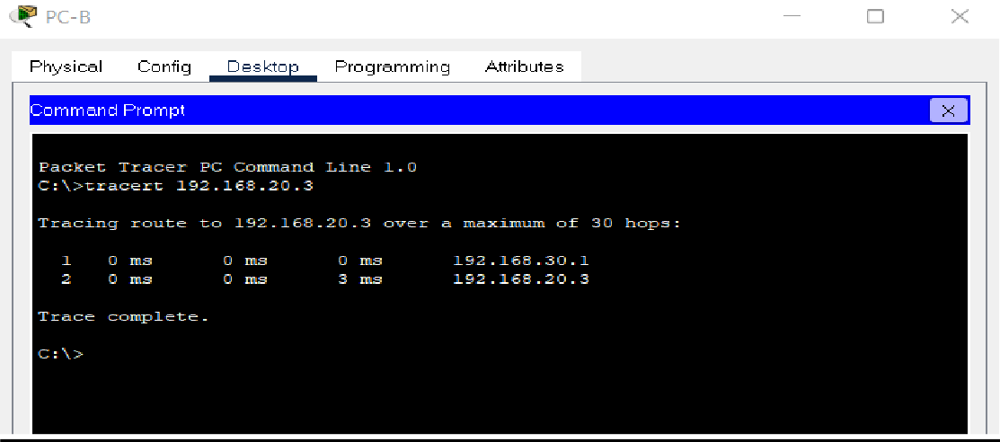 PC-B
Physical Config Desktop Programming Attributes
Command Prompt
Packet Tracer PC Command Line 1.0
C:\>tracert 192.168.20.3
Tracing route to 192.168.20.3 over a maximum of 30 hops:
1 0 ms 0 ms 0 ms 192.168.30.1
2 0 ms 0 ms 3 ms 192.168.20.3
Trace complete.
C:\>